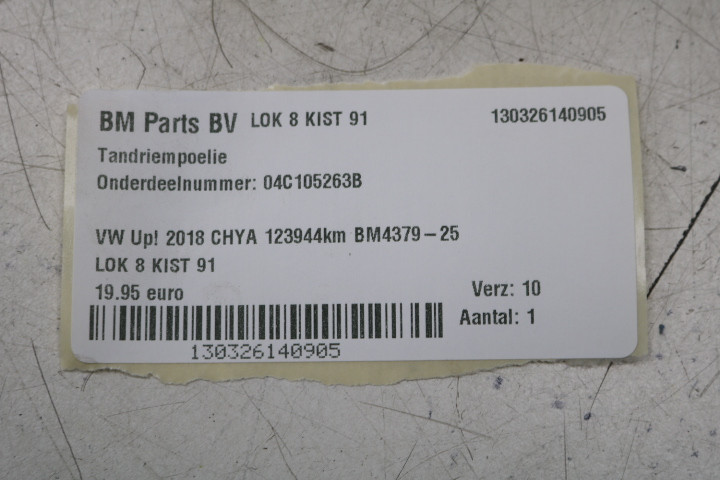 BM Parts BV LOK 8 KIST 91 130326140905
Tandriempoelie
Onderdeelnummer: 04C105263B
VW Up! 2018 CHYA 123944km BM4379-25
LOK 8 KIST 91
19.95 euro Verz: 10
Aantal: 1
130326140905